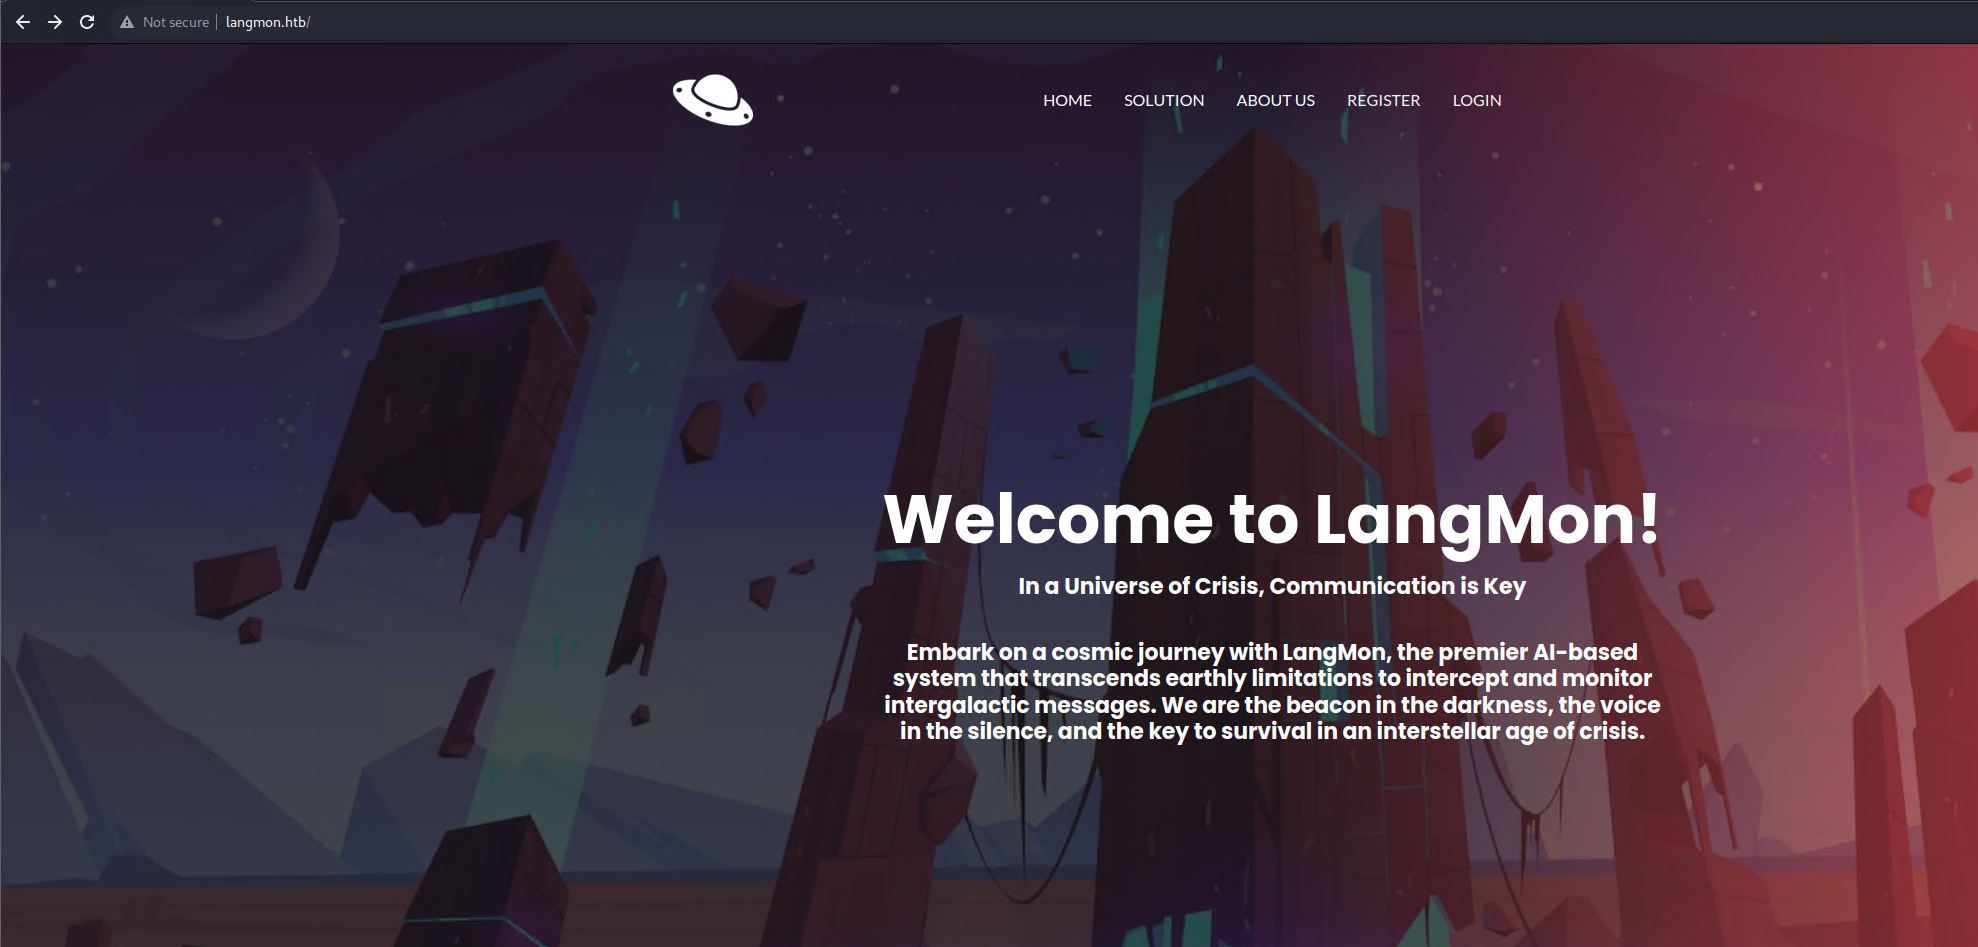 Not secure langmon.htb/
HOME SOLUTION ABOUT US REGISTER LOGIN
Welcome to LangMon!
In a Universe of Crisis, Communication is Key
Embark on a cosmic journey with LangMon, the premier AI-based
system that transcends earthly limitations to intercept and monitor
intergalactic messages. We are the beacon in the darkness, the voice
in the silence, and the key to survival in an interstellar age of crisis.